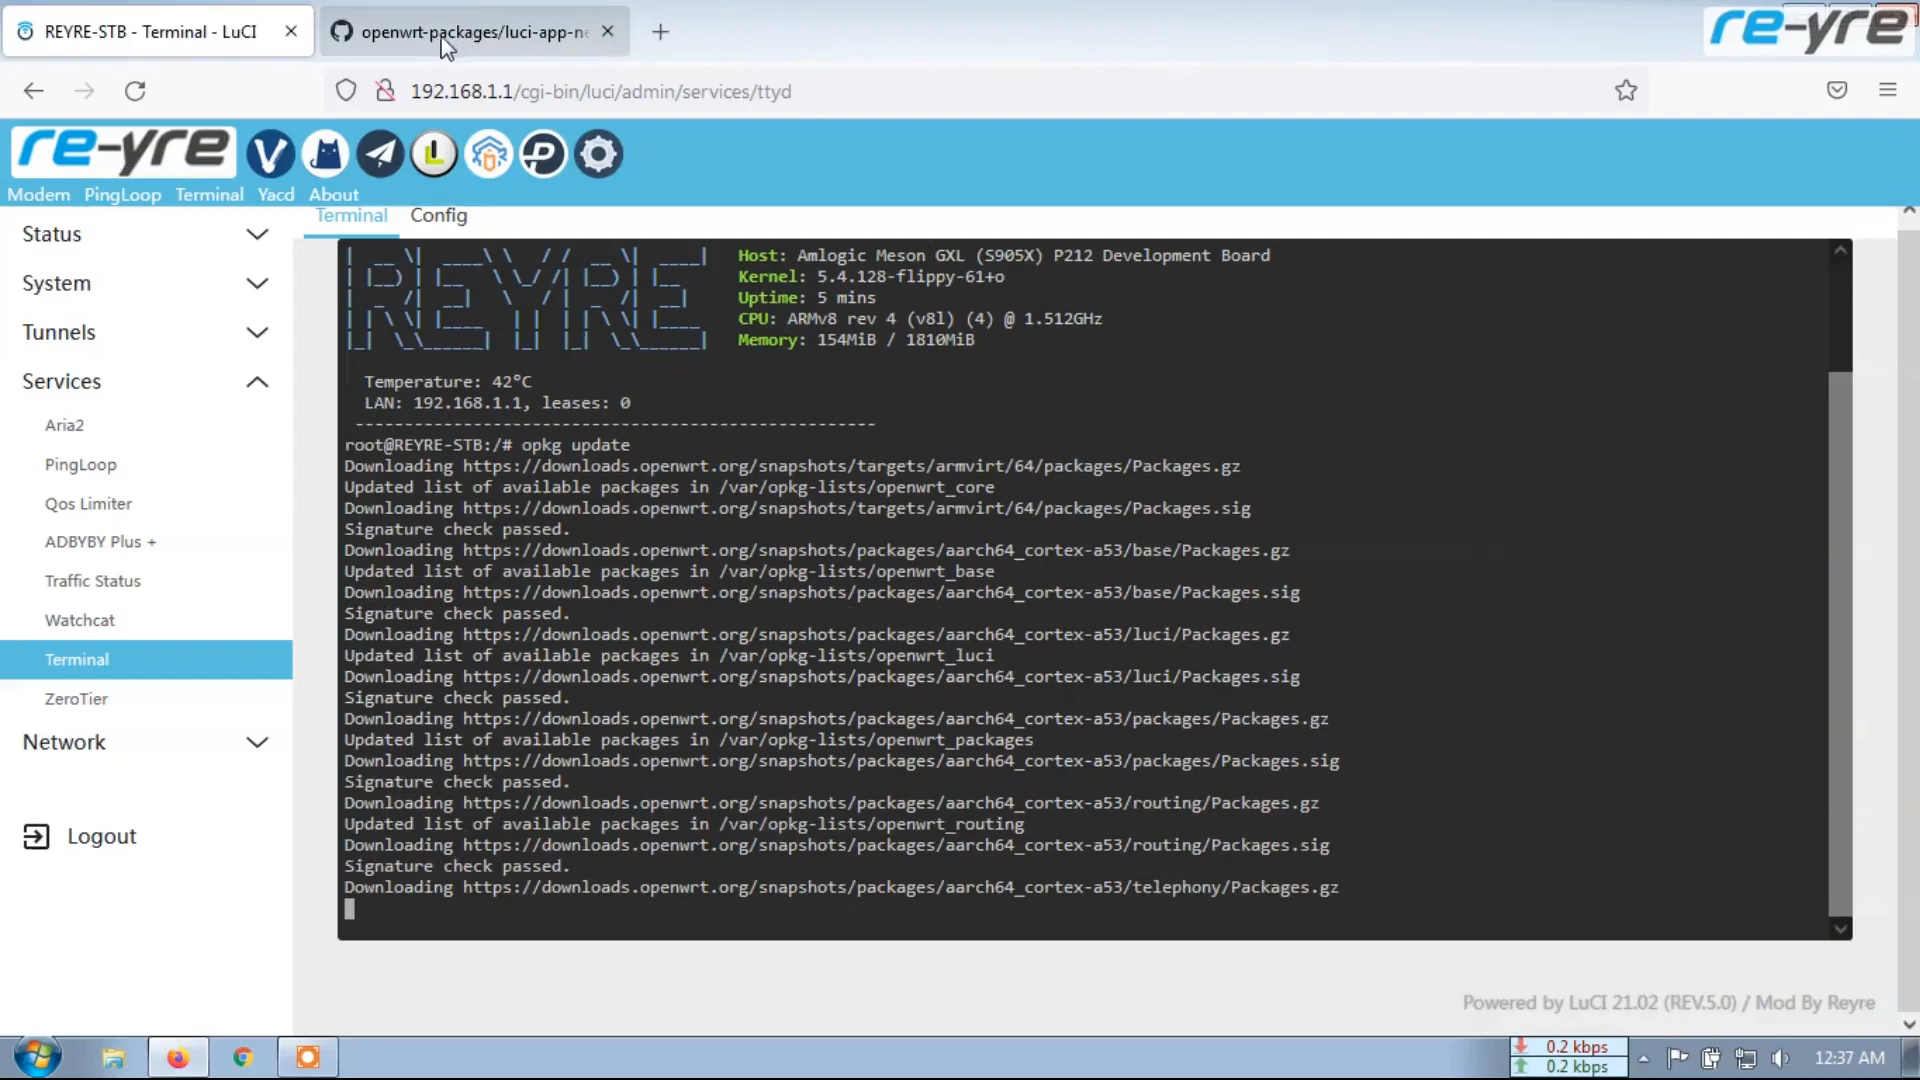 REYRE-STB - Terminal - LuCI
openwrt-packages/luci-app-ne
re-yre
192.168.1.1/cgi-bin/luci/admin/services/ttyd
re-yre
Modem PingLoop Terminal Yacd About
Terminal Config
Status
System
Tunnels
Services
Aria2
PingLoop
Qos Limiter
ADBYBY Plus +
Traffic Status
Watchcat
Terminal
ZeroTier
Network
Logout
REYRE
Host: Amlogic Meson GXL (S905X) P212 Development Board
Kernel: 5.4.128-flippy-61+o
Uptime: 5 mins
CPU: ARMv8 rev 4 (v8l) (4) @ 1.512GHz
Memory: 154MiB / 1810MiB
Temperature: 42°C
LAN: 192.168.1.1, leases: 0
-----------------------------------------------------
root@REYRE-STB:/# opkg update
Downloading https://downloads.openwrt.org/snapshots/targets/armvirt/64/packages/Packages.gz
Updated list of available packages in /var/opkg-lists/openwrt_core
Downloading https://downloads.openwrt.org/snapshots/targets/armvirt/64/packages/Packages.sig
Signature check passed.
Downloading https://downloads.openwrt.org/snapshots/packages/aarch64_cortex-a53/base/Packages.gz
Updated list of available packages in /var/opkg-lists/openwrt_base
Downloading https://downloads.openwrt.org/snapshots/packages/aarch64_cortex-a53/base/Packages.sig
Signature check passed.
Downloading https://downloads.openwrt.org/snapshots/packages/aarch64_cortex-a53/luci/Packages.gz
Updated list of available packages in /var/opkg-lists/openwrt_luci
Downloading https://downloads.openwrt.org/snapshots/packages/aarch64_cortex-a53/luci/Packages.sig
Signature check passed.
Downloading https://downloads.openwrt.org/snapshots/packages/aarch64_cortex-a53/packages/Packages.gz
Updated list of available packages in /var/opkg-lists/openwrt_packages
Downloading https://downloads.openwrt.org/snapshots/packages/aarch64_cortex-a53/packages/Packages.sig
Signature check passed.
Downloading https://downloads.openwrt.org/snapshots/packages/aarch64_cortex-a53/routing/Packages.gz
Updated list of available packages in /var/opkg-lists/openwrt_routing
Downloading https://downloads.openwrt.org/snapshots/packages/aarch64_cortex-a53/routing/Packages.sig
Signature check passed.
Downloading https://downloads.openwrt.org/snapshots/packages/aarch64_cortex-a53/telephony/Packages.gz
Powered by LuCI 21.02 (REV.5.0) / Mod By Reyre
0.2 kbps
0.2 kbps
12:37 AM